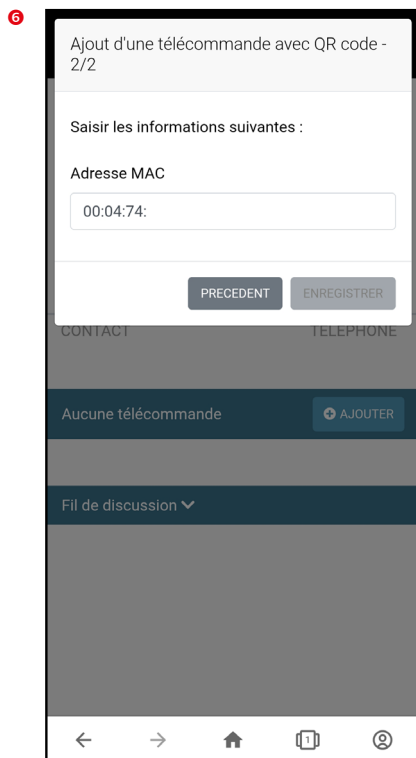 6
Ajout d'une télécommande avec QR code -
2/2
Saisir les informations suivantes :
Adresse MAC
00:04:74:
PRECEDENT ENREGISTRER
CONTACT TELEPHONE
Aucune télécommande AJOUTER
Fil de discussion
1